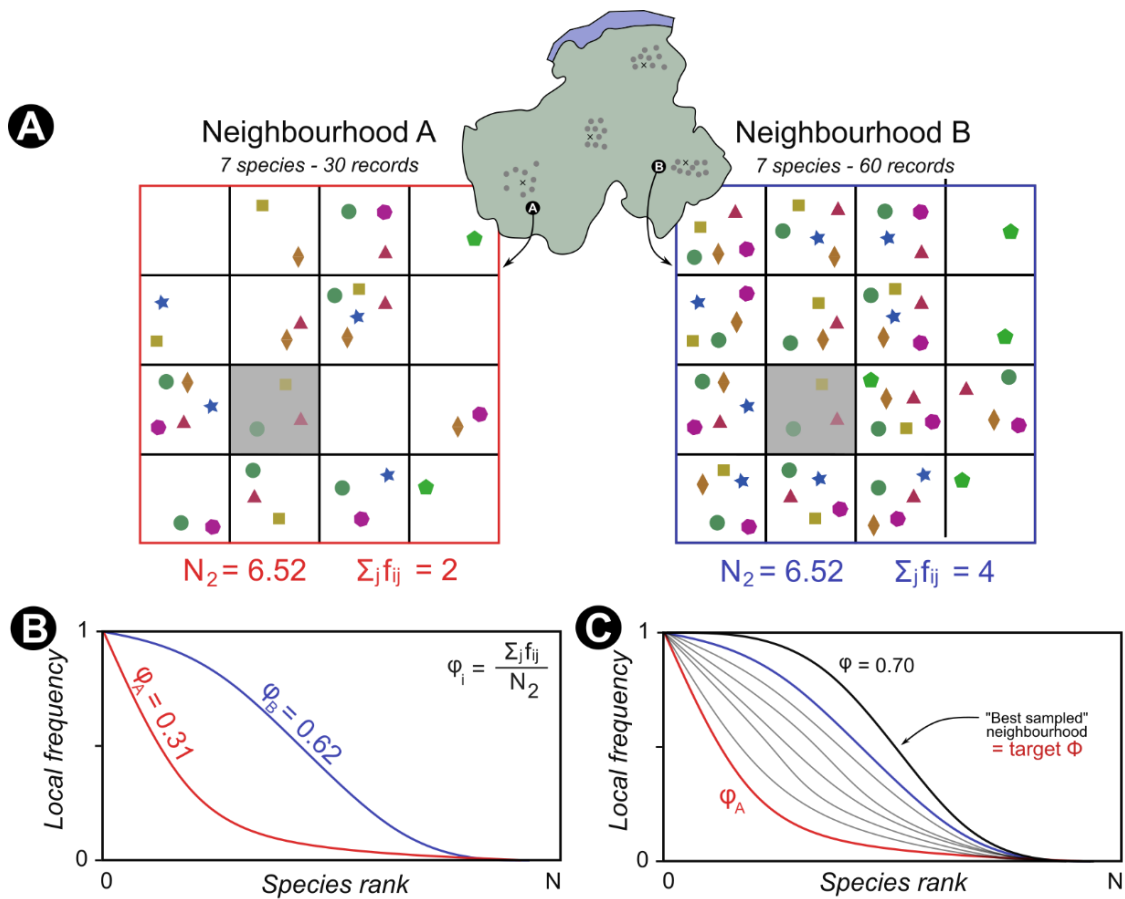 A
Neighbourhood A
7 species - 30 records
Neighbourhood B
7 species - 60 records
A
B
N₂ = 6.52 Σⱼfᵢⱼ = 2
N₂ = 6.52 Σⱼfᵢⱼ = 4
B
1
Local frequency
0
φA = 0.31
φB = 0.62
φᵢ = Σⱼfᵢⱼ / N₂
0
Species rank
N
C
1
Local frequency
0
φ = 0.70
"Best sampled"
neighbourhood
= target Φ
φA
0
Species rank
N